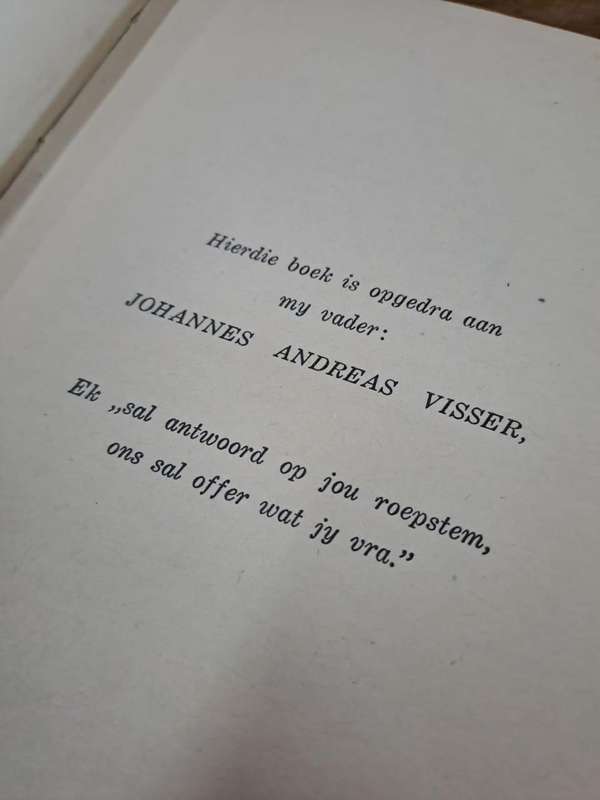 Hierdie boek is opgedra aan
my vader:
JOHANNES ANDREAS VISSER,
Ek „sal antwoord op jou roepstem,
ons sal offer wat jy vra.”